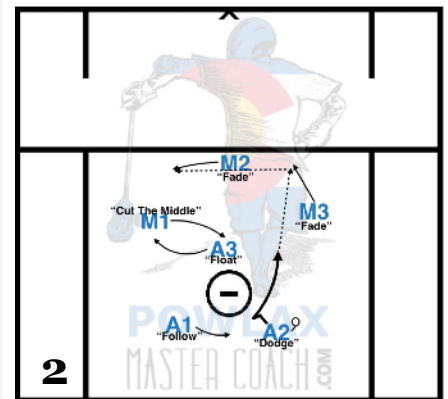 X
M2
"Fade"
"Cut The Middle"
M1
M3
"Fade"
A3
"Float"
A1
"Follow"
A2
"Dodge"
POWLAX
MASTER COACH .COM
2